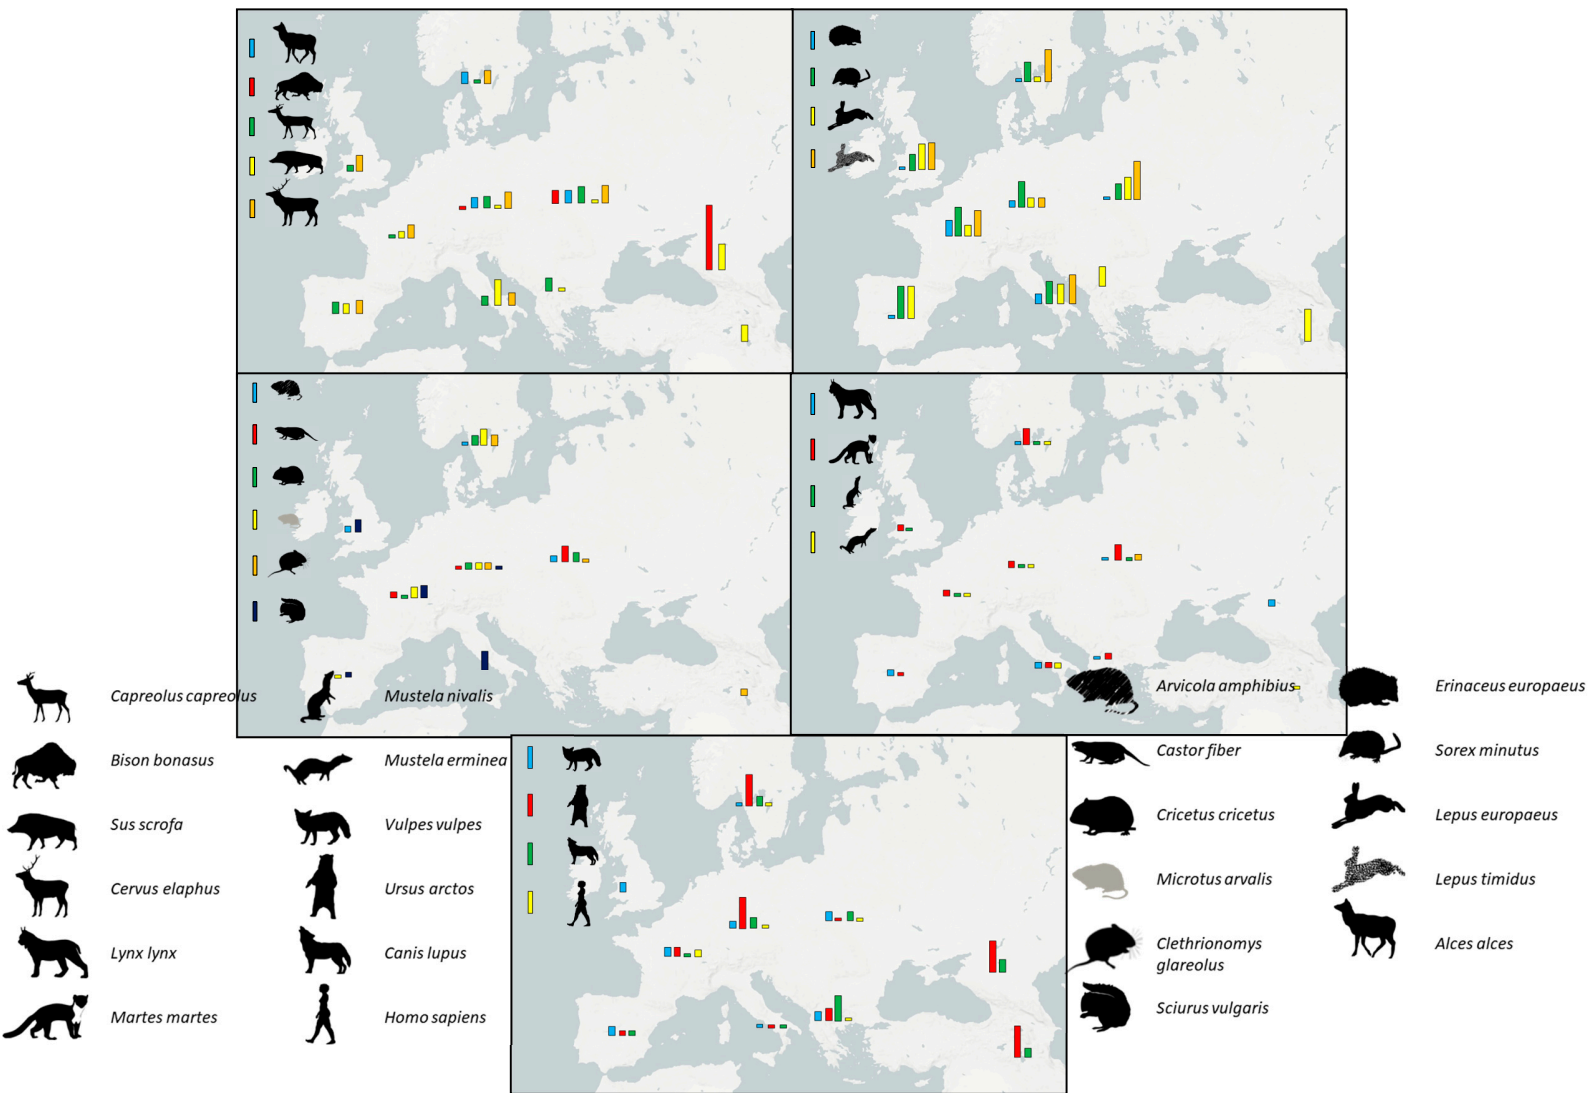 Capreolus capreolus
Bison bonasus
Sus scrofa
Cervus elaphus
Lynx lynx
Martes martes
Mustela nivalis
Mustela erminea
Vulpes vulpes
Ursus arctos
Canis lupus
Homo sapiens
Arvicola amphibius
Castor fiber
Cricetus cricetus
Microtus arvalis
Clethrionomys
glareolus
Sciurus vulgaris
Erinaceus europaeus
Sorex minutus
Lepus europaeus
Lepus timidus
Alces alces